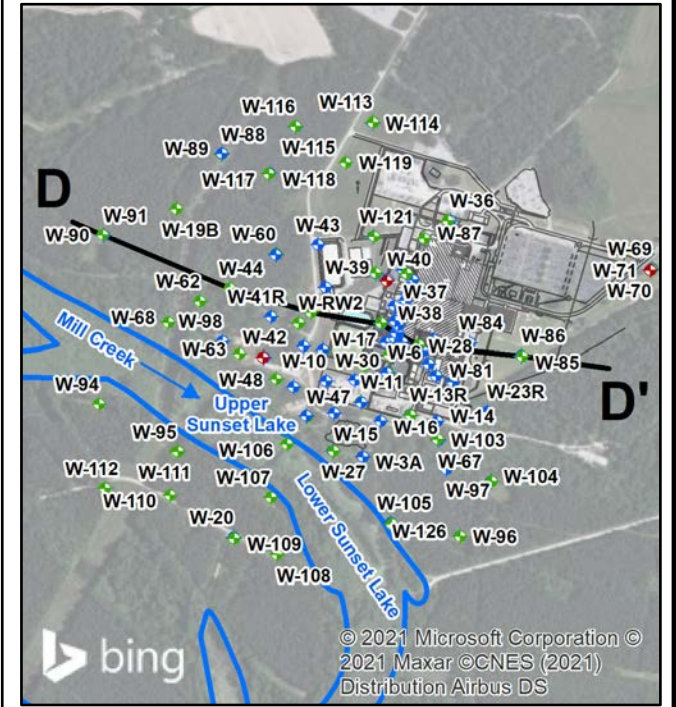 W-116
W-113
W-114
W-88
W-89
W-115
W-119
W-117
W-118
D
W-91
W-90
W-19B
W-36
W-43
W-121
W-87
W-60
W-69
W-71
W-70
W-39
W-40
W-44
W-62
W-37
W-41R
W-RW2
W-38
W-68
W-98
W-84
W-42
W-17
W-28
W-86
W-63
W-10
W-30
W-6
W-85
Mill Creek
W-81
W-48
W-11
W-23R
D'
W-94
W-47
W-13R
Upper
Sunset Lake
W-16
W-14
W-95
W-106
W-15
W-103
W-27
W-3A
W-67
W-112
W-111
W-107
W-97
W-104
W-110
W-105
W-20
W-126
W-96
W-109
Lower Sunset Lake
W-108
bing
© 2021 Microsoft Corporation ©
2021 Maxar ©CNES (2021)
Distribution Airbus DS